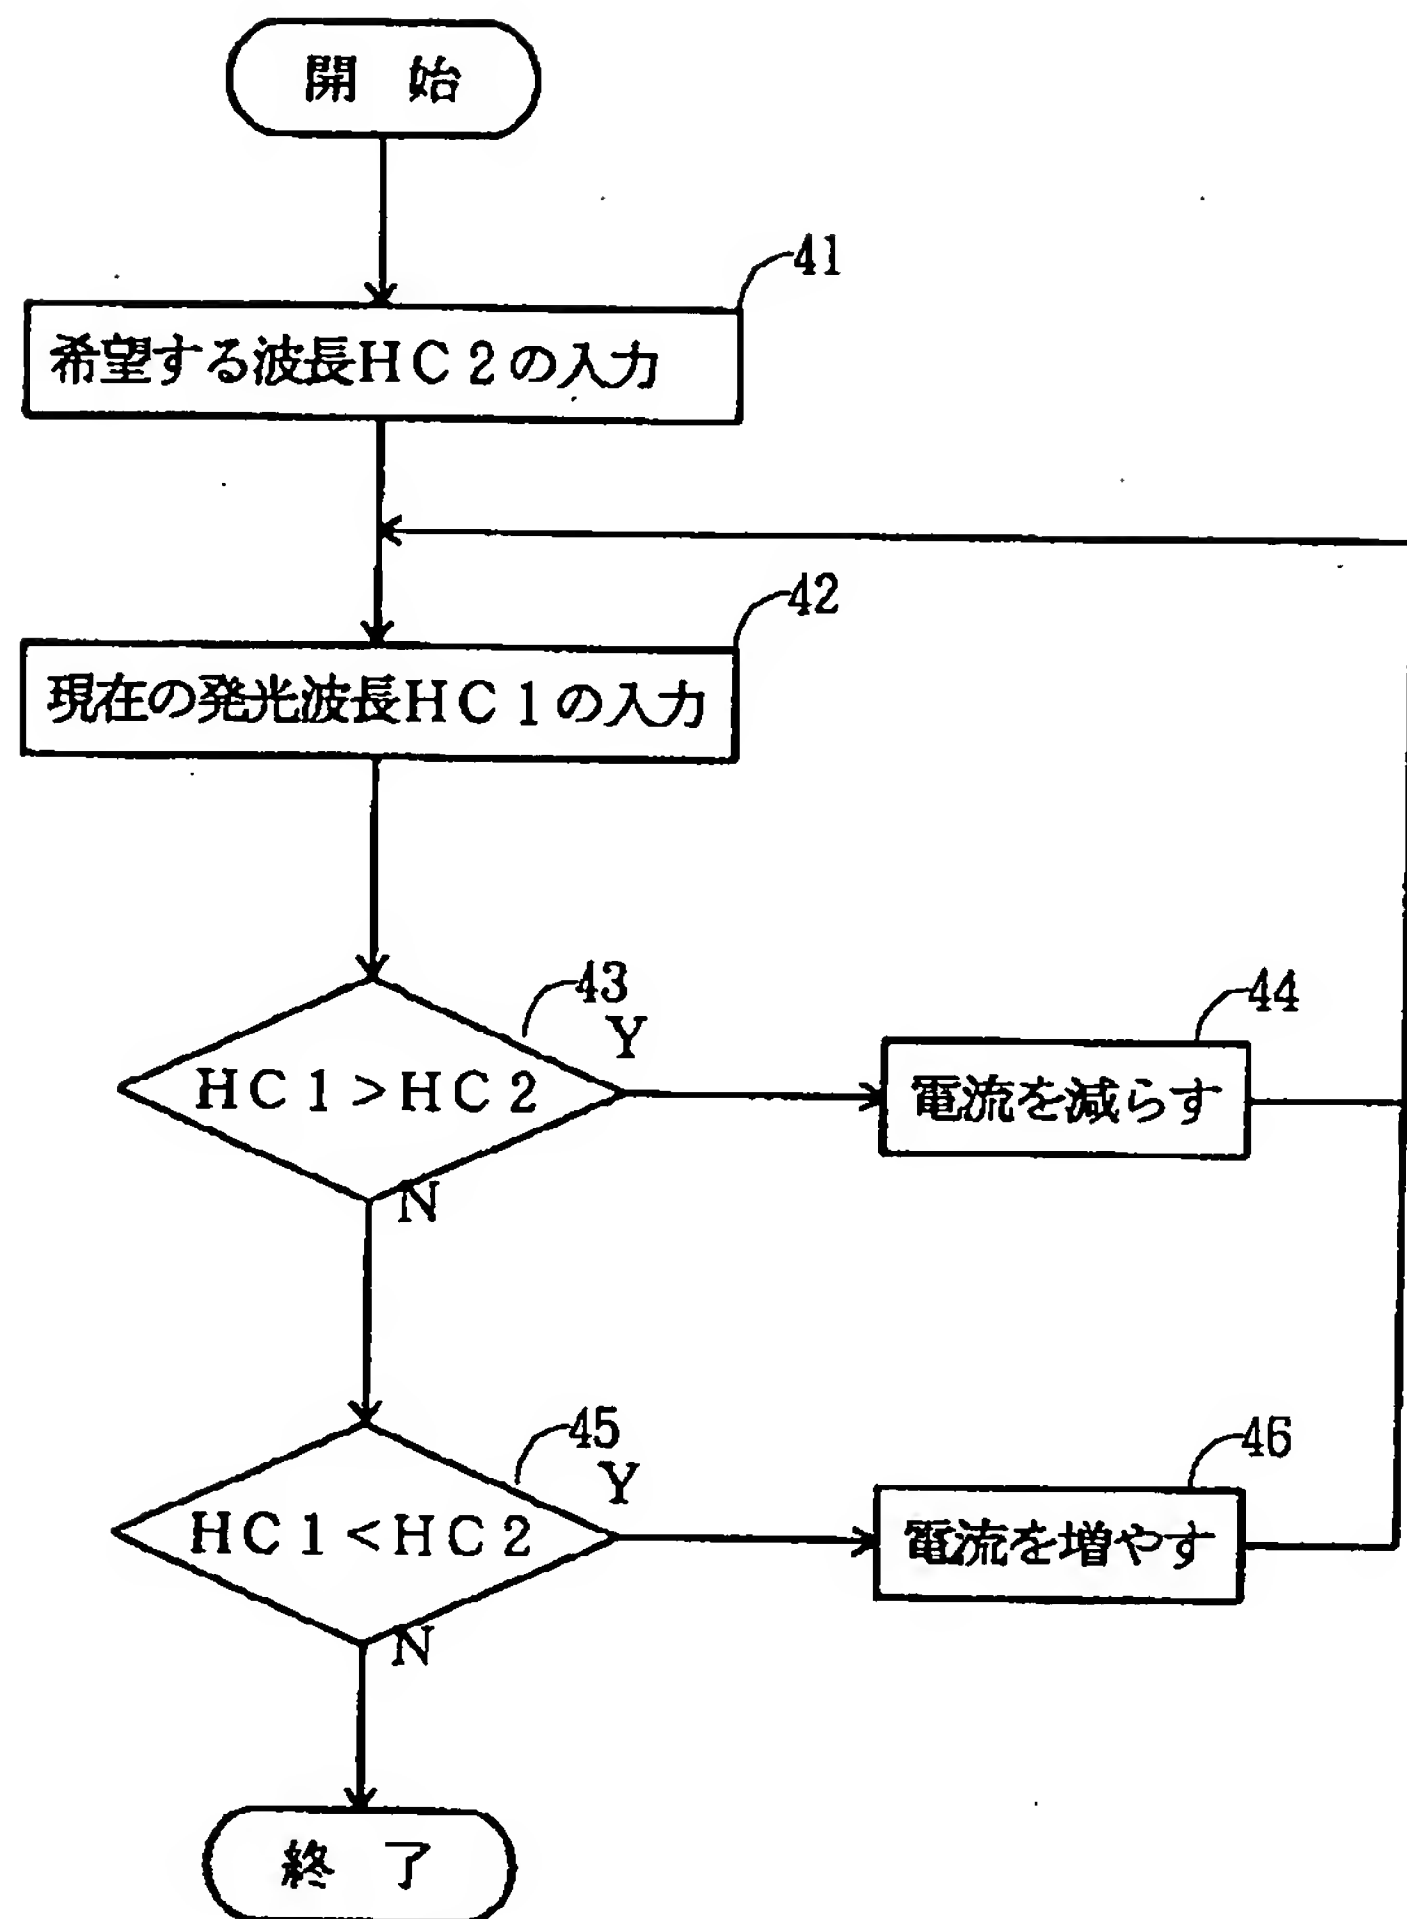 開 始
41
希望する波長HC2の入力
42
現在の発光波長HC1の入力
43
Y
HC1>HC2
N
44
電流を減らす
45
Y
HC1<HC2
N
46
電流を増やす
終 了